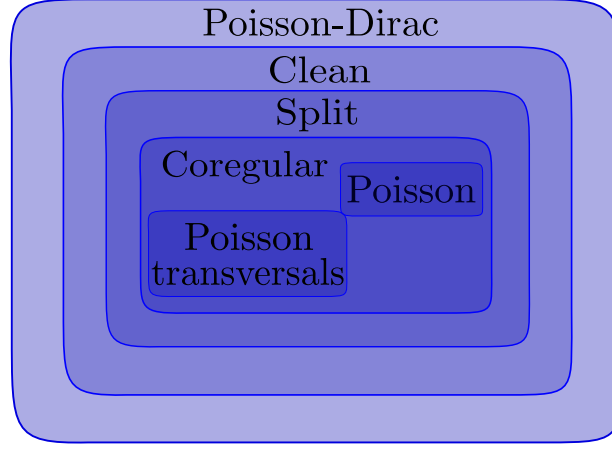 Poisson-Dirac
Clean
Split
Coregular
Poisson
Poisson
transversals